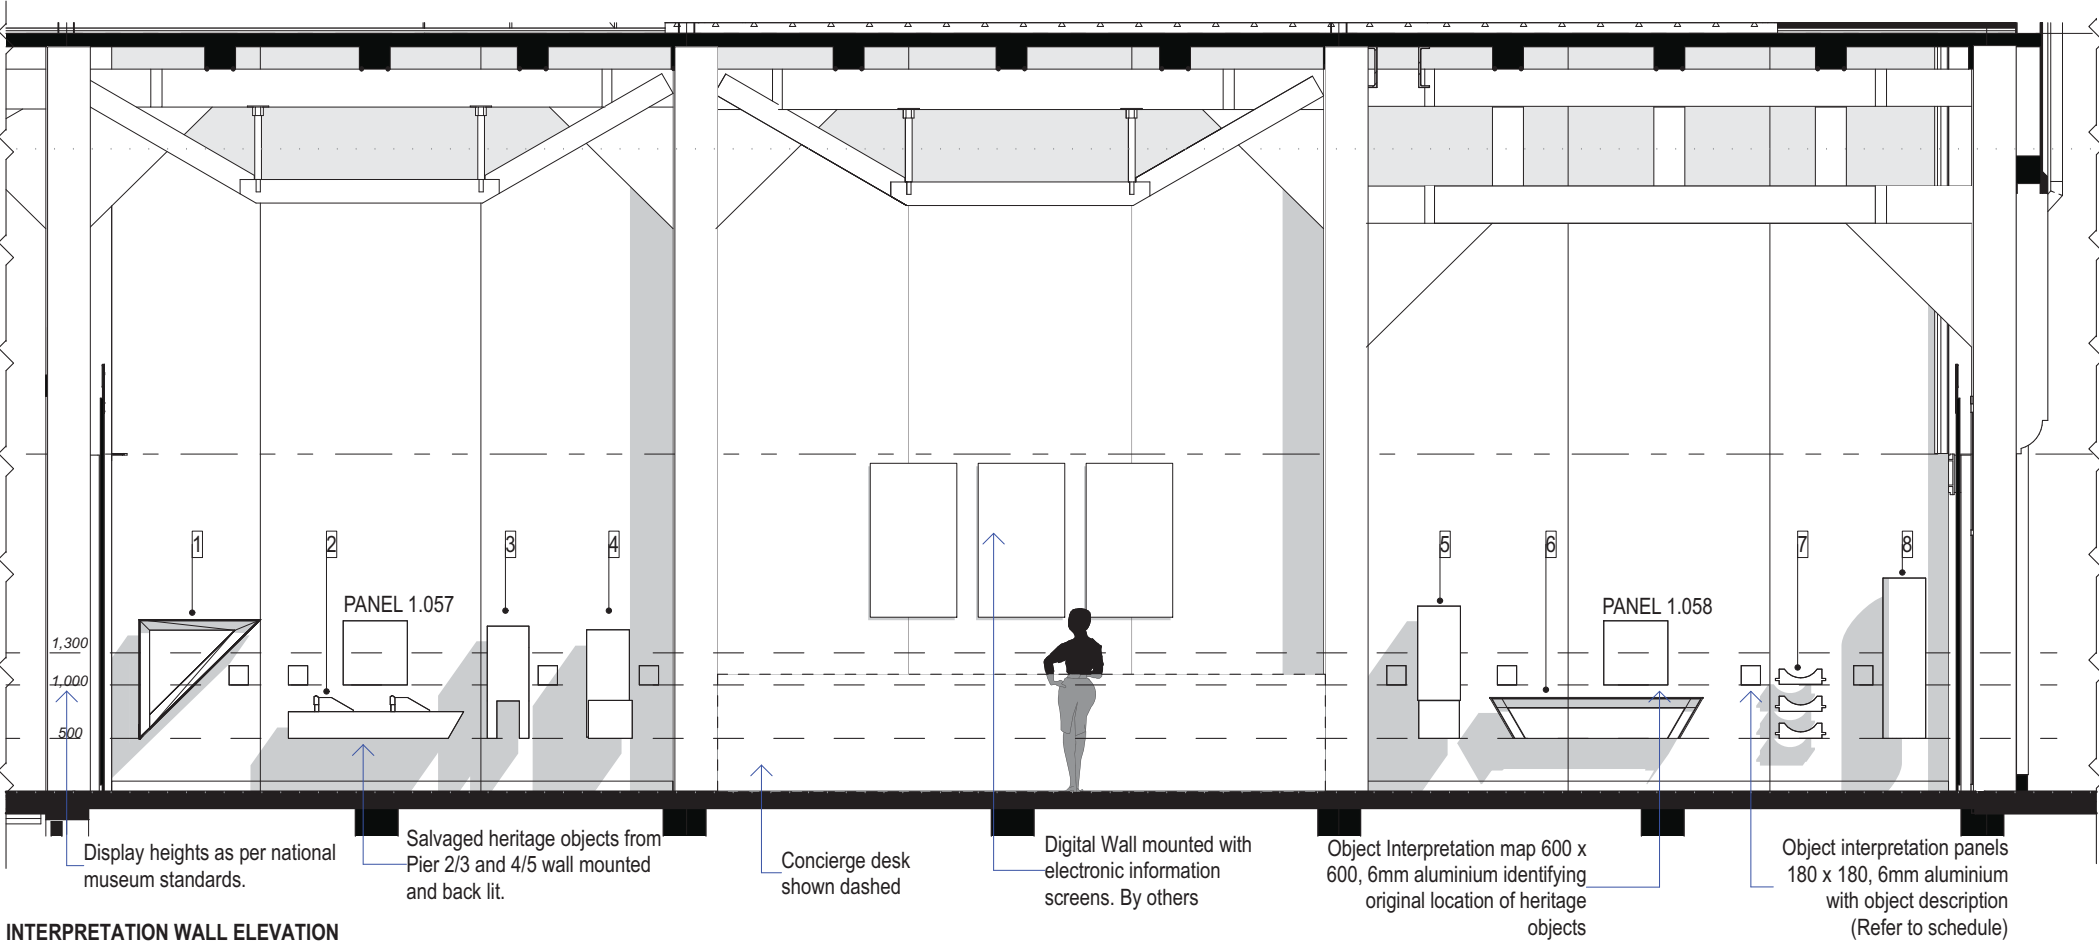 1
2
3
4
5
6
7
8
PANEL 1.057
PANEL 1.058
1,300
1,000
500
Display heights as per national
museum standards.
Salvaged heritage objects from
Pier 2/3 and 4/5 wall mounted
and back lit.
Concierge desk
shown dashed
Digital Wall mounted with
electronic information
screens. By others
Object Interpretation map 600 x
600, 6mm aluminium identifying
original location of heritage
objects
Object interpretation panels
180 x 180, 6mm aluminium
with object description
(Refer to schedule)
INTERPRETATION WALL ELEVATION